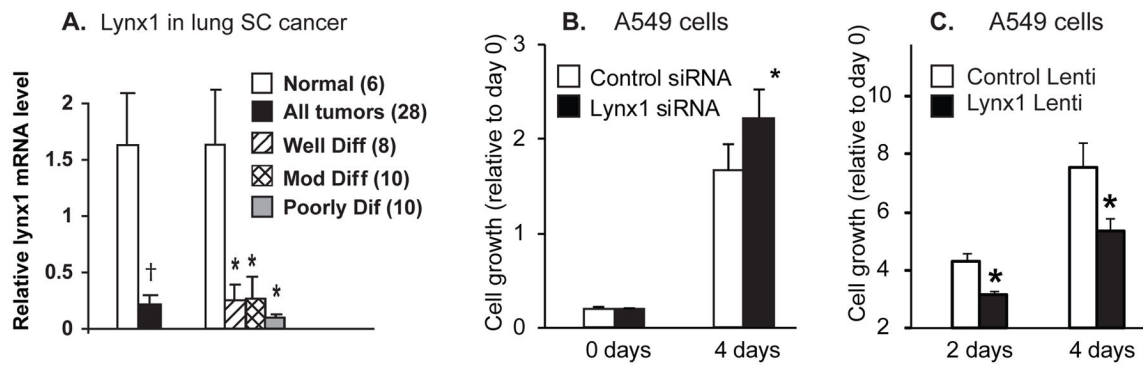 A. Lynx1 in lung SC cancer
Relative lynx1 mRNA level
2
1.5
1
0.5
0
Normal (6)
All tumors (28)
Well Diff (8)
Mod Diff (10)
Poorly Dif (10)
†
*
*
*
B. A549 cells
Cell growth (relative to day 0)
3
2
1
0
Control siRNA
Lynx1 siRNA
*
0 days
4 days
C. A549 cells
Cell growth (relative to day 0)
10
8
6
4
2
Control Lenti
Lynx1 Lenti
*
*
2 days
4 days